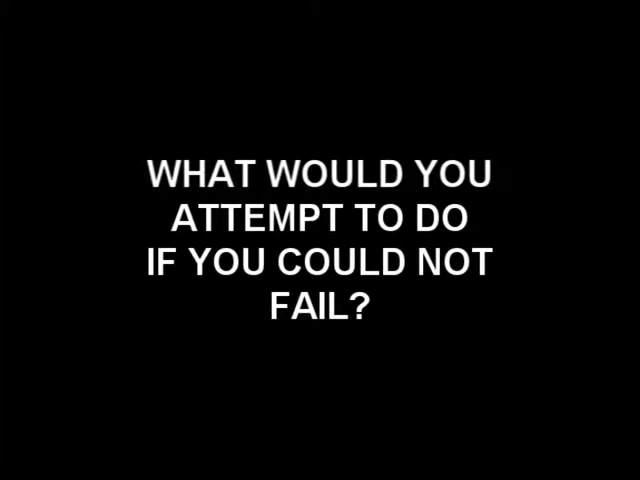 WHAT WOULD YOU
ATTEMPT TO DO
IF YOU COULD NOT
FAIL?